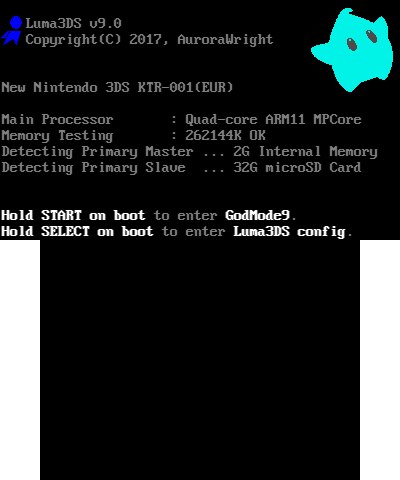 Luma3DS v9.0
Copyright(C) 2017, AuroraWright
New Nintendo 3DS KTR-001(EUR)
Main Processor : Quad-core ARM11 MPCore
Memory Testing : 262144K OK
Detecting Primary Master ... 2G Internal Memory
Detecting Primary Slave ... 32G microSD Card
Hold START on boot to enter GodMode9.
Hold SELECT on boot to enter Luma3DS config.